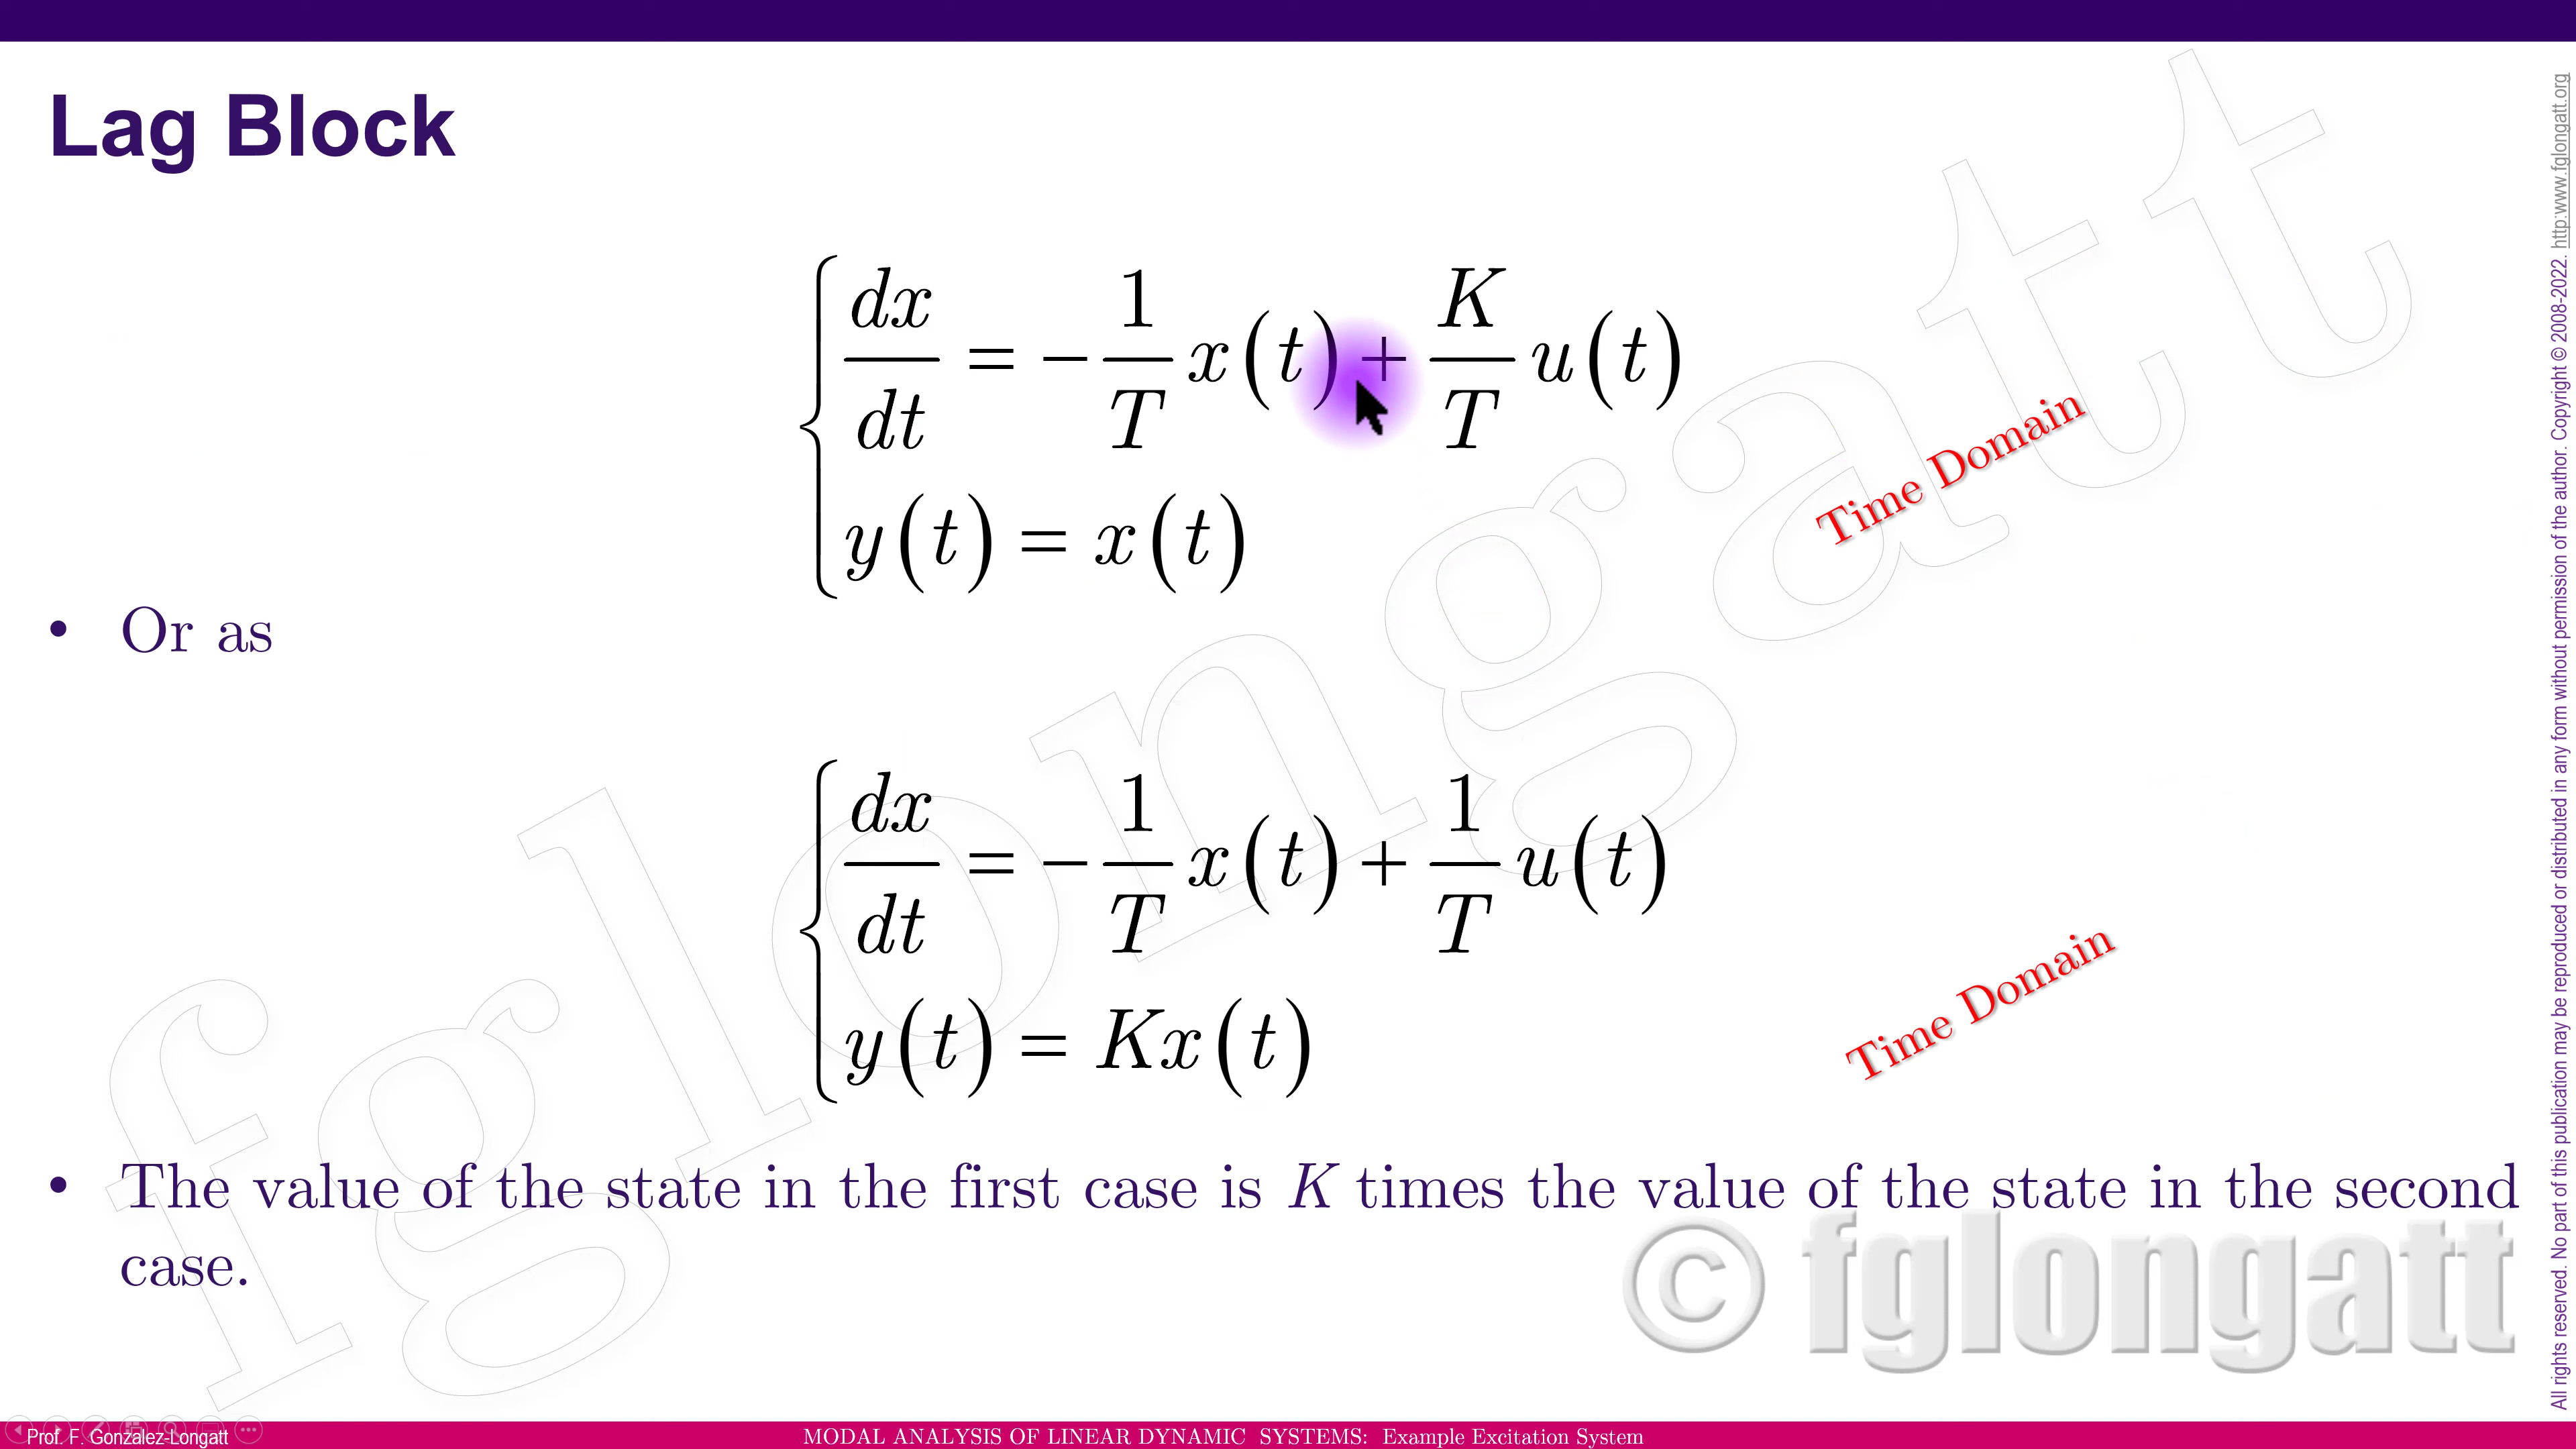 Lag Block
dx/dt = −1/T x(t) + K/T u(t)
y(t) = x(t)
Time Domain
• Or as
dx/dt = −1/T x(t) + 1/T u(t)
y(t) = Kx(t)
Time Domain
• The value of the state in the first case is K times the value of the state in the second
case.
© fglongatt
fglongatt
All rights reserved. No part of this publication may be reproduced or distributed in any form without permission of the author. Copyright © 2008-2022. http:www.fglongatt.org
Prof. F. Gonzalez-Longatt
MODAL ANALYSIS OF LINEAR DYNAMIC SYSTEMS: Example Excitation System